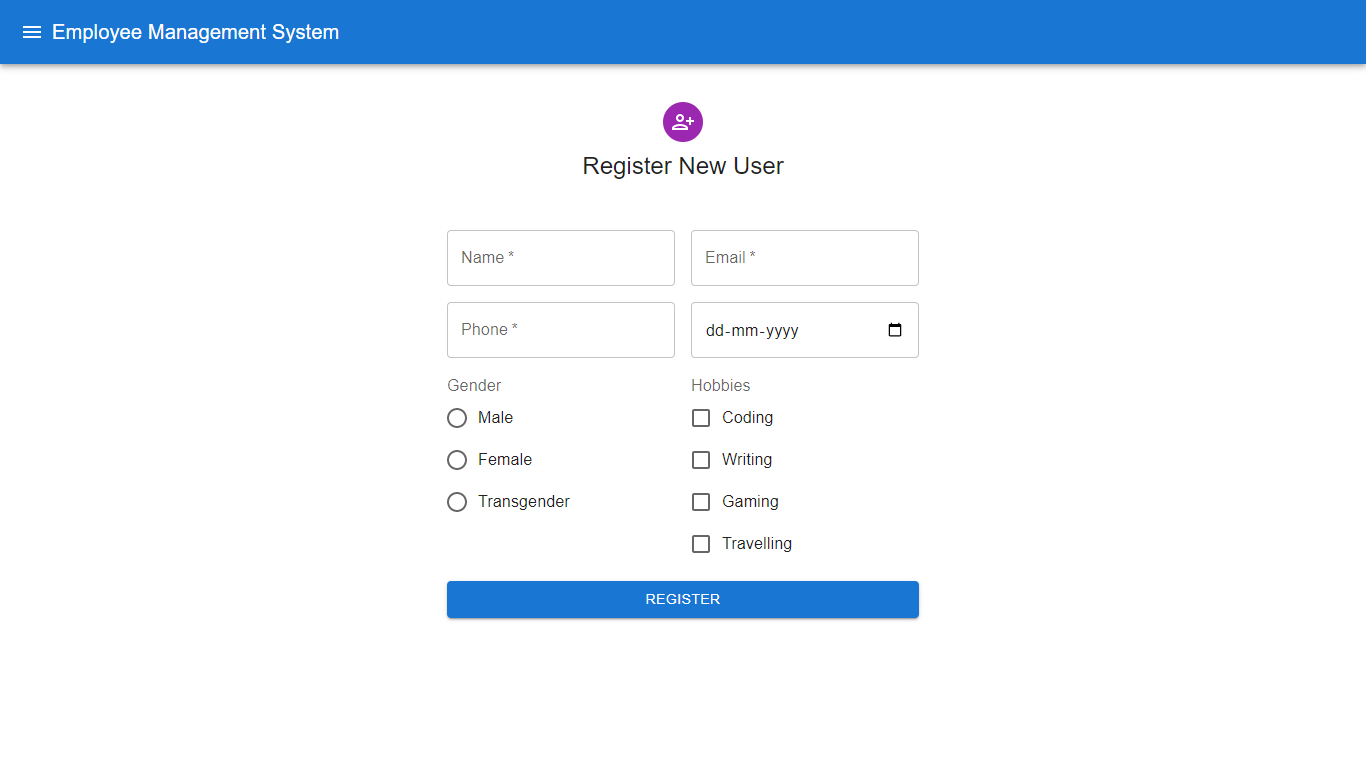 Employee Management System
Register New User
Name *
Email *
Phone *
dd-mm-yyyy
Gender
Hobbies
Male
Coding
Female
Writing
Transgender
Gaming
Travelling
REGISTER